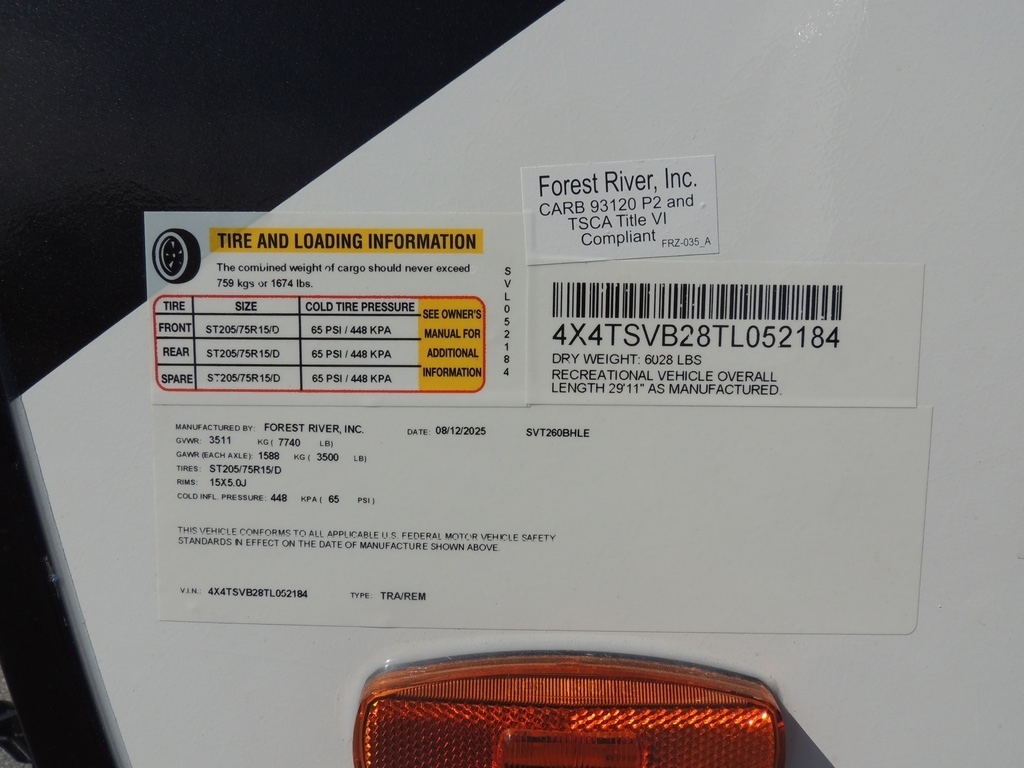 Forest River, Inc.
CARB 93120 P2 and
TSCA Title VI
Compliant FRZ-035_A
TIRE AND LOADING INFORMATION
The combined weight of cargo should never exceed
759 kgs or 1674 lbs.
TIRE SIZE COLD TIRE PRESSURE
FRONT ST205/75R15/D 65 PSI / 448 KPA
REAR ST205/75R15/D 65 PSI / 448 KPA
SPARE ST205/75R15/D 65 PSI / 448 KPA
SEE OWNER'S
MANUAL FOR
ADDITIONAL
INFORMATION
SVL052184
4X4TSVB28TL052184
DRY WEIGHT: 6028 LBS
RECREATIONAL VEHICLE OVERALL
LENGTH 29'11" AS MANUFACTURED.
MANUFACTURED BY: FOREST RIVER, INC. DATE: 08/12/2025 SVT260BHLE
GVWR: 3511 KG ( 7740 LB)
GAWR (EACH AXLE): 1588 KG ( 3500 LB)
TIRES: ST205/75R15/D
RIMS: 15X5.0J
COLD INFL. PRESSURE: 448 KPA ( 65 PSI )
THIS VEHICLE CONFORMS TO ALL APPLICABLE U.S. FEDERAL MOTOR VEHICLE SAFETY
STANDARDS IN EFFECT ON THE DATE OF MANUFACTURE SHOWN ABOVE.
V.I.N.: 4X4TSVB28TL052184 TYPE: TRA/REM